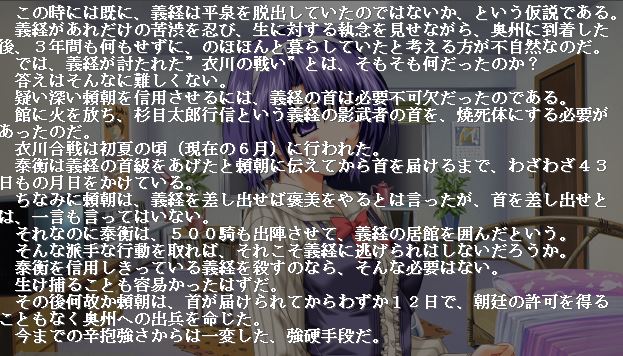 この時には既に、義経は平泉を脱出していたのではないか、という仮説である。
　義経があれだけの苦渋を忍び、生に対する執念を見せながら、奥州に到着した
後、３年間も何もせずに、のほほんと暮らしていたと考える方が不自然なのだ。
　では、義経が討たれた”衣川の戦い”とは、そもそも何だったのか？
　答えはそんなに難しくない。
　疑い深い頼朝を信用させるには、義経の首は必要不可欠だったのである。
　館に火を放ち、杉目太郎行信という義経の影武者の首を、焼死体にする必要が
あったのだ。
　衣川合戦は初夏の頃（現在の６月）に行われた。
　泰衡は義経の首級をあげたと頼朝に伝えてから首を届けるまで、わざわざ４３
日もの月日をかけている。
　ちなみに頼朝は、義経を差し出せば褒美をやるとは言ったが、首を差し出せと
は、一言も言ってはいない。
　それなのに泰衡は、５００騎も出陣させて、義経の居館を囲んだという。
　そんな派手な行動を取れば、それこそ義経に逃げられはしないだろうか。
　泰衡を信用しきっている義経を殺すのなら、そんな必要はない。
　生け捕ることも容易かったはずだ。
　その後何故か頼朝は、首が届けられてからわずか１２日で、朝廷の許可を得る
こともなく奥州への出兵を命じた。
　今までの辛抱強さからは一変した、強硬手段だ。